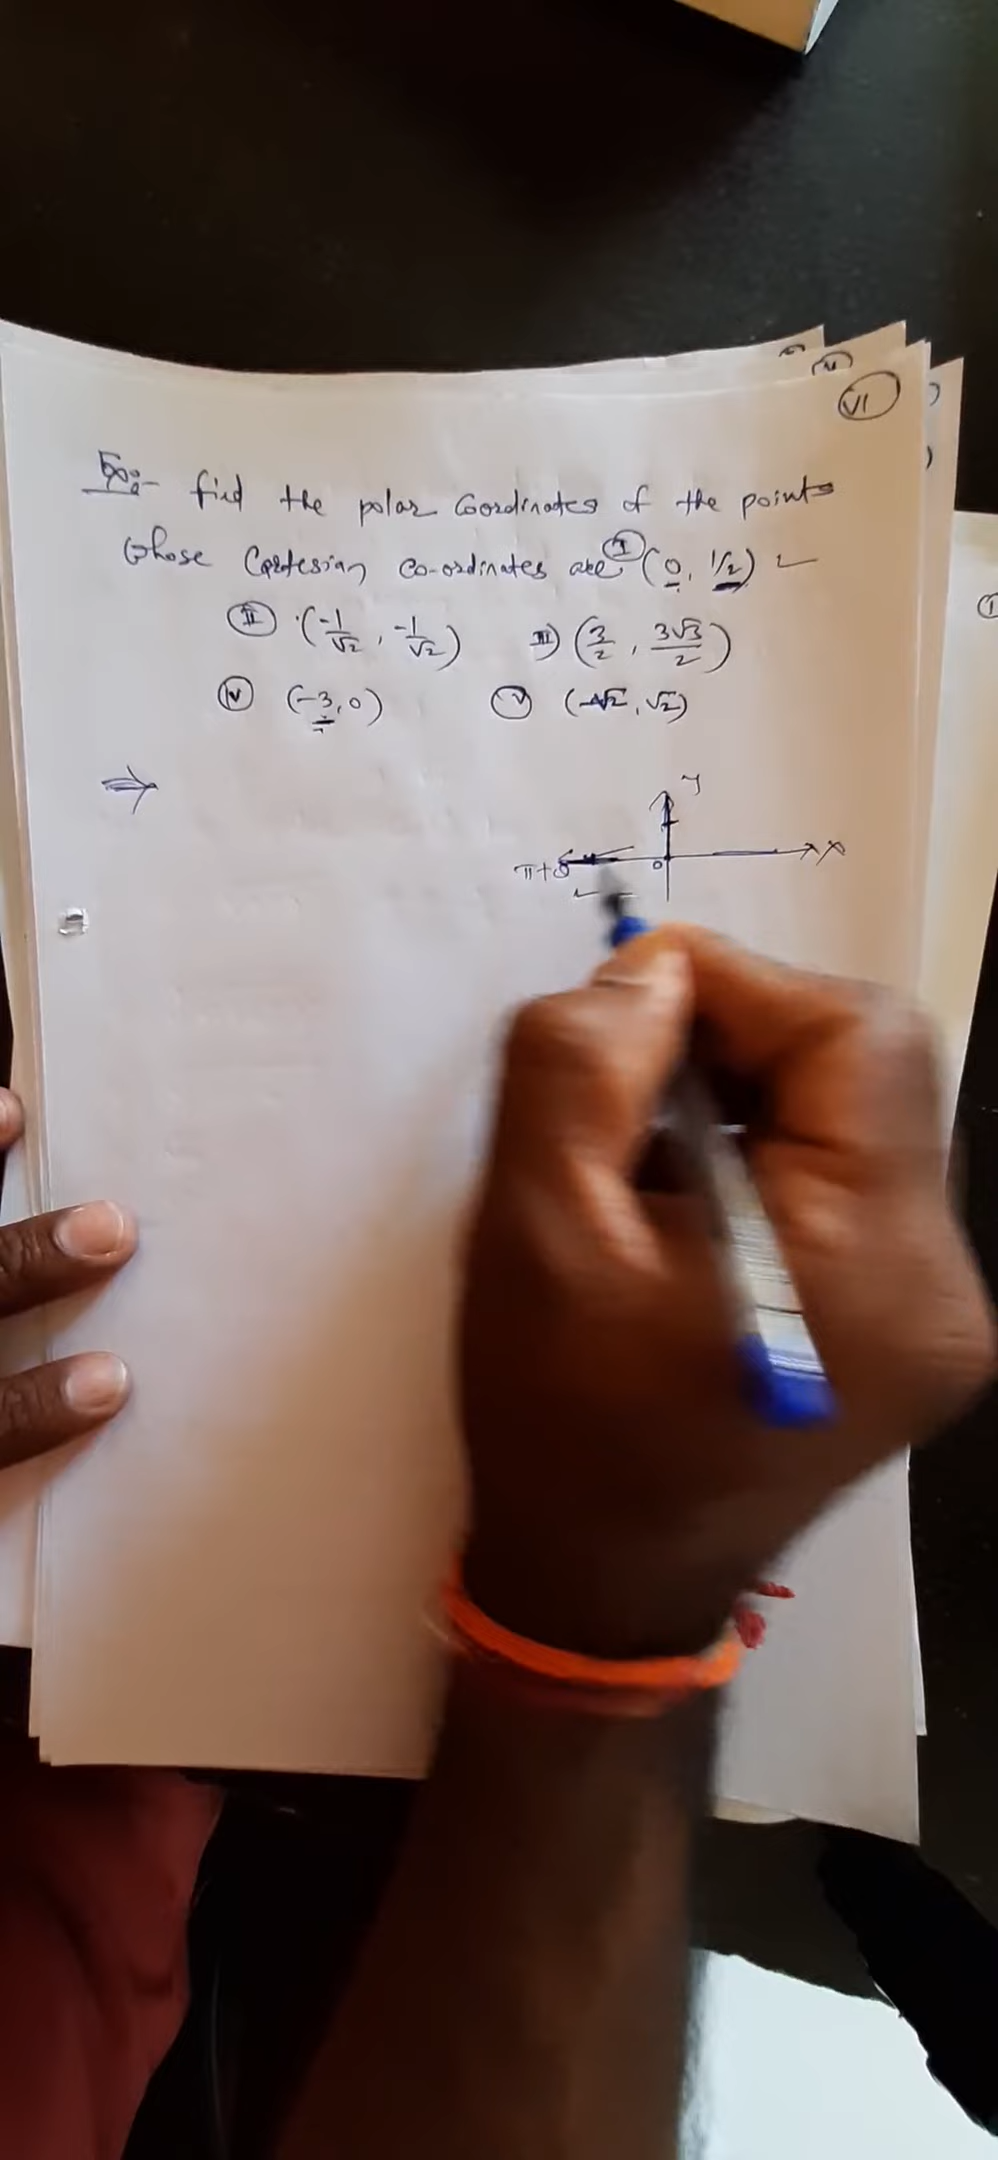 VI
Ex:- find the polar Coordinates of the points
whose Cartesian co-ordinates are (I) (0, 1/2)
(II) (-1/√2, -1/√2) III) (3/2, 3√3/2)
(IV) (-3, 0) (V) (-√2, √2)
⇒
Y
π+θ 0 X